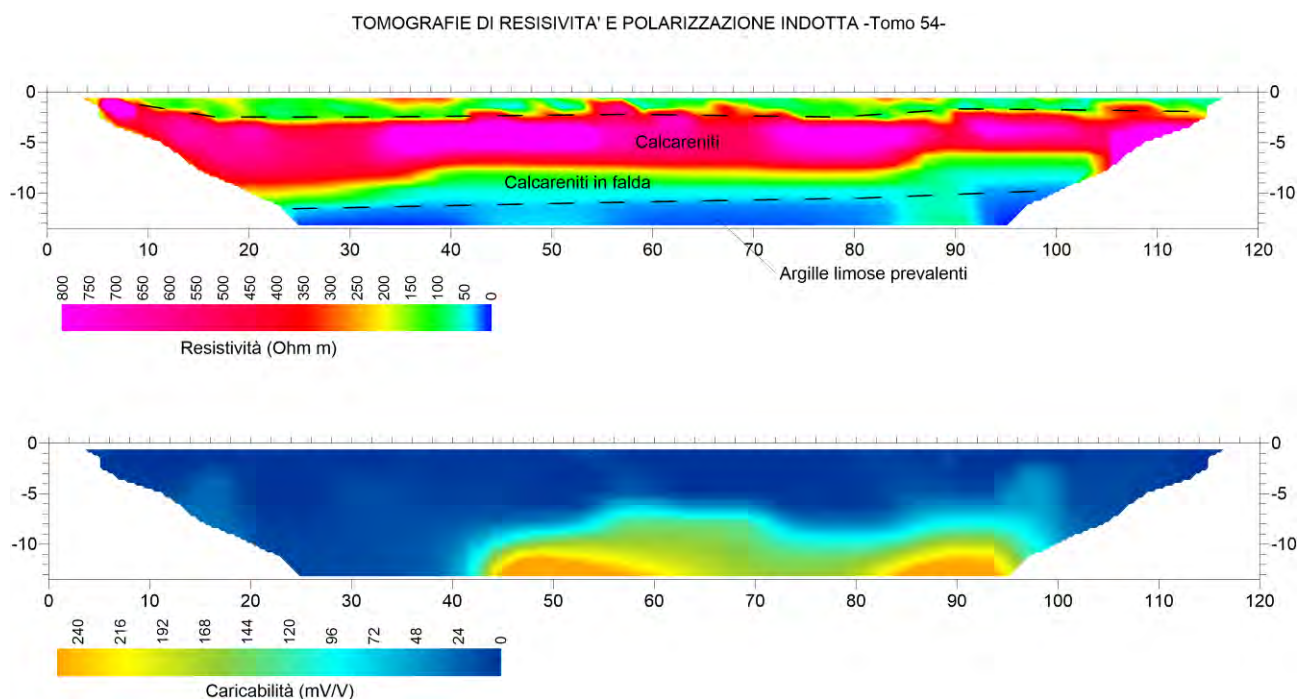 TOMOGRAFIE DI RESISIVITA' E POLARIZZAZIONE INDOTTA -Tomo 54-
0 0
-5 -5
-10 -10
Calcareniti
Calcareniti in falda
0 10 20 30 40 50 60 70 80 90 100 110 120
Argille limose prevalenti
800 750 700 650 600 550 500 450 400 350 300 250 200 150 100 50 0
Resistività (Ohm m)
0 0
-5 -5
-10 -10
0 10 20 30 40 50 60 70 80 90 100 110 120
240 216 192 168 144 120 96 72 48 24 0
Caricabilità (mV/V)